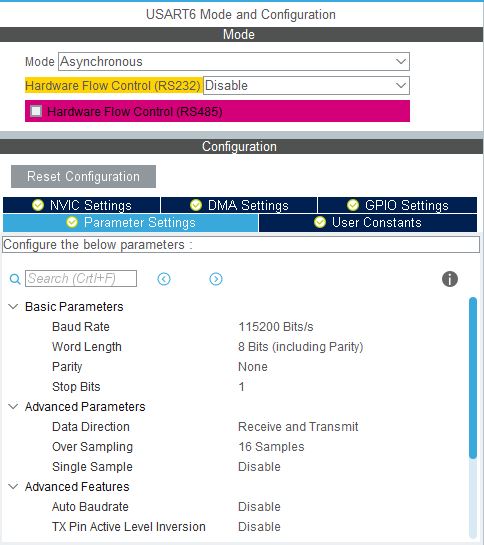 USART6 Mode and Configuration
Mode
Mode Asynchronous
Hardware Flow Control (RS232) Disable
Hardware Flow Control (RS485)
Configuration
Reset Configuration
NVIC Settings DMA Settings GPIO Settings
Parameter Settings User Constants
Configure the below parameters :
Search (Crtl+F)
Basic Parameters
Baud Rate 115200 Bits/s
Word Length 8 Bits (including Parity)
Parity None
Stop Bits 1
Advanced Parameters
Data Direction Receive and Transmit
Over Sampling 16 Samples
Single Sample Disable
Advanced Features
Auto Baudrate Disable
TX Pin Active Level Inversion Disable